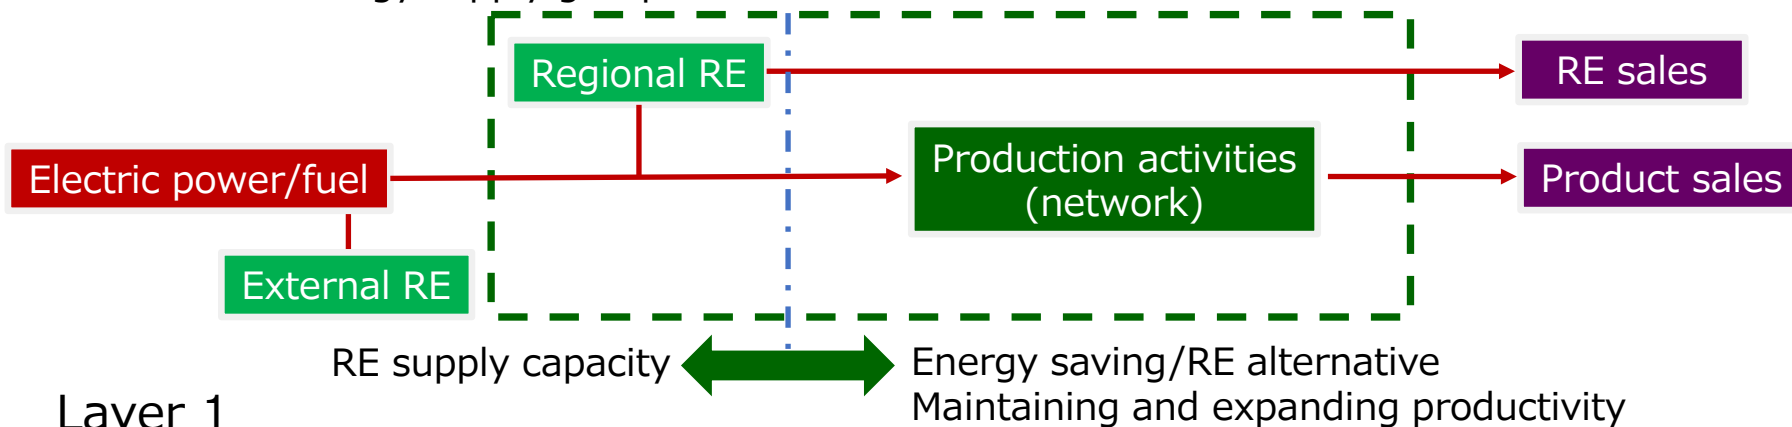 Regional RE
RE sales
Electric power/fuel
Production activities
(network)
Product sales
External RE
RE supply capacity
Energy saving/RE alternative
Maintaining and expanding productivity
Layer 1